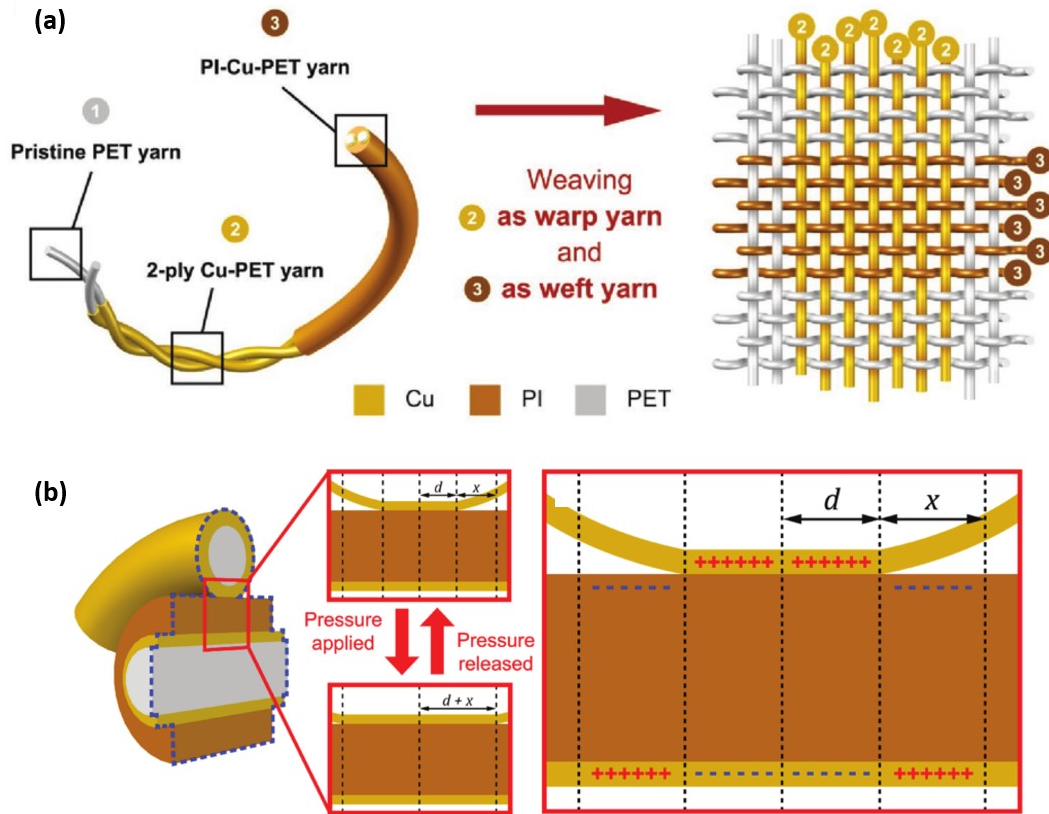 (a)
3
PI-Cu-PET yarn
1
Pristine PET yarn
2
2-ply Cu-PET yarn
Weaving
2 as warp yarn
and
3 as weft yarn
2 2 2 2 2 2 2
3
3
3
3
3
3
Cu PI PET
(b)
d x
Pressure applied
Pressure released
d + x
d x
++++++ ++++++
------ ------
++++++ ------ ------ ++++++